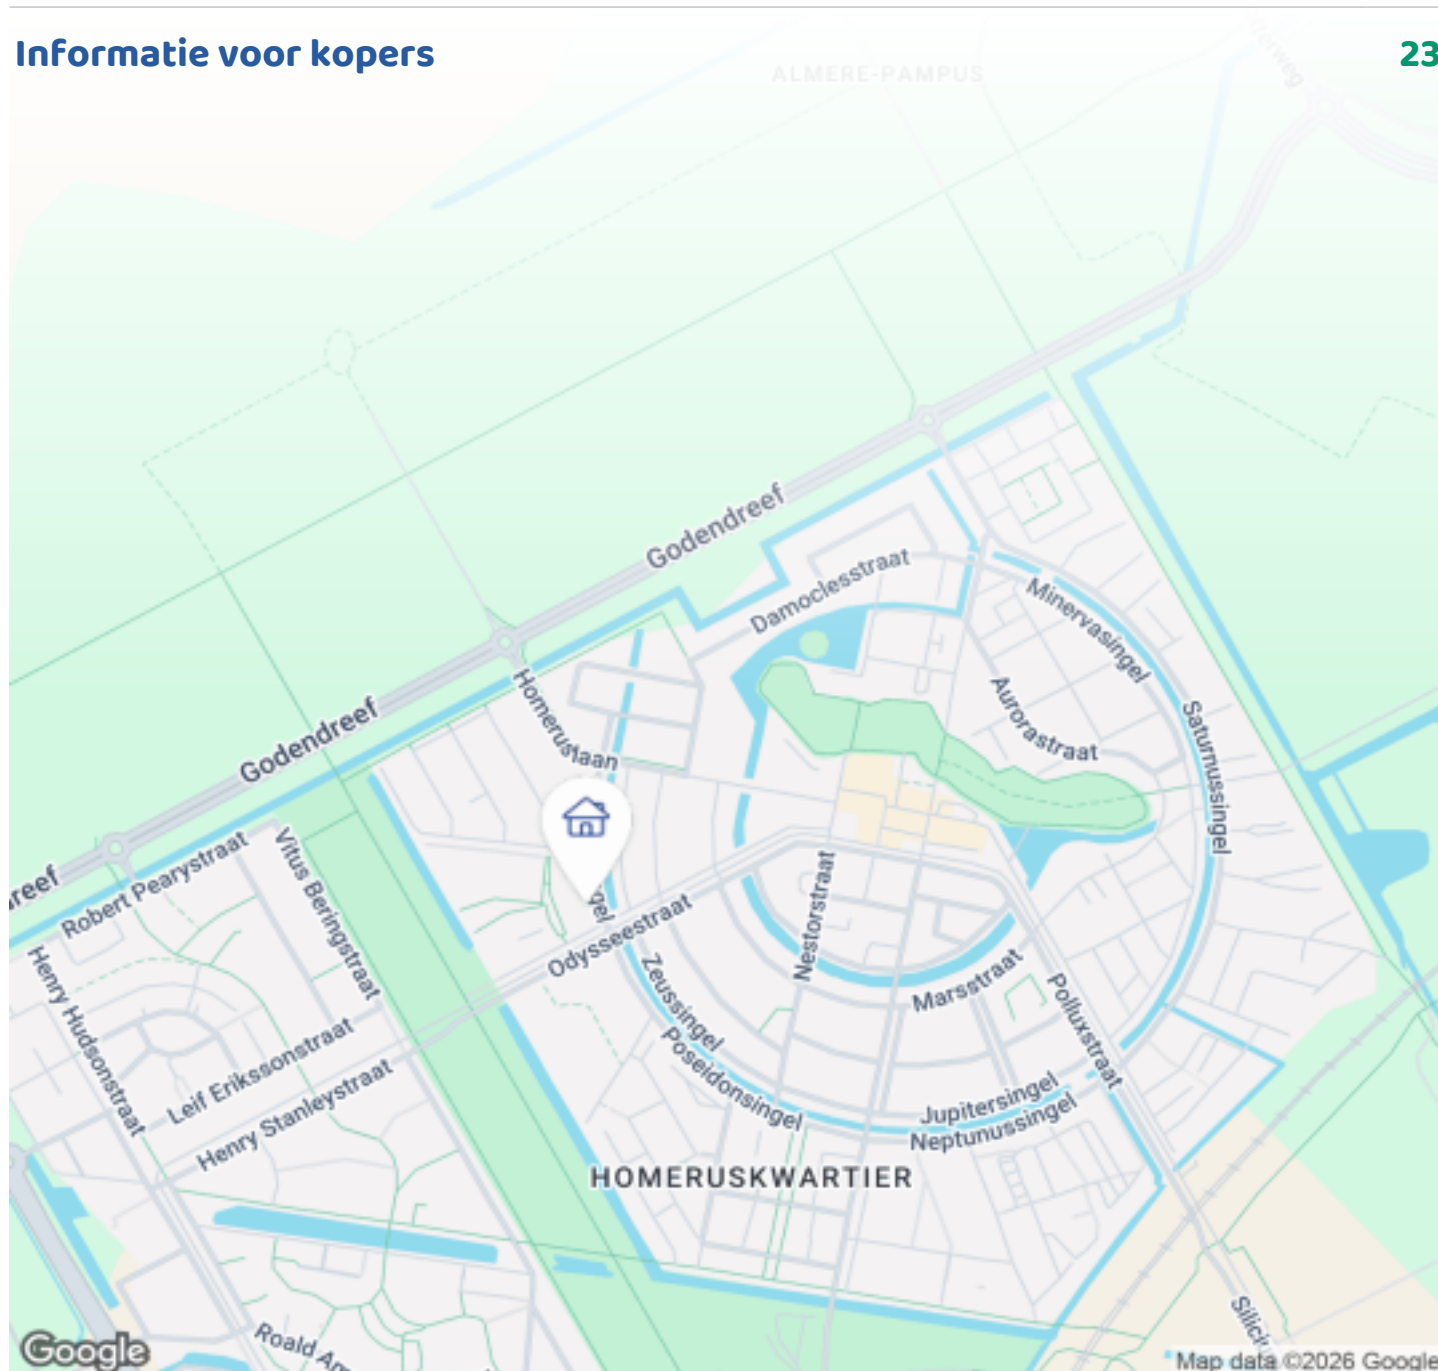 Informatie voor kopers
23
ALMERE-PAMPUS
Godendreef
Damoclesstraat
Minervasingel
Homeruslaan
Aurorastraat
Saturnussingel
Godendreef
Robert Pearystraat
Vitus Beringstraat
Nestorstraat
Odysseestraat
Henry Hudsonstraat
Zeussingel
Marsstraat
Polluxstraat
Leif Erikssonstraat
Poseidonsingel
Henry Stanleystraat
Jupitersingel
Neptunussingel
HOMERUSKWARTIER
Google
Map data ©2026 Google